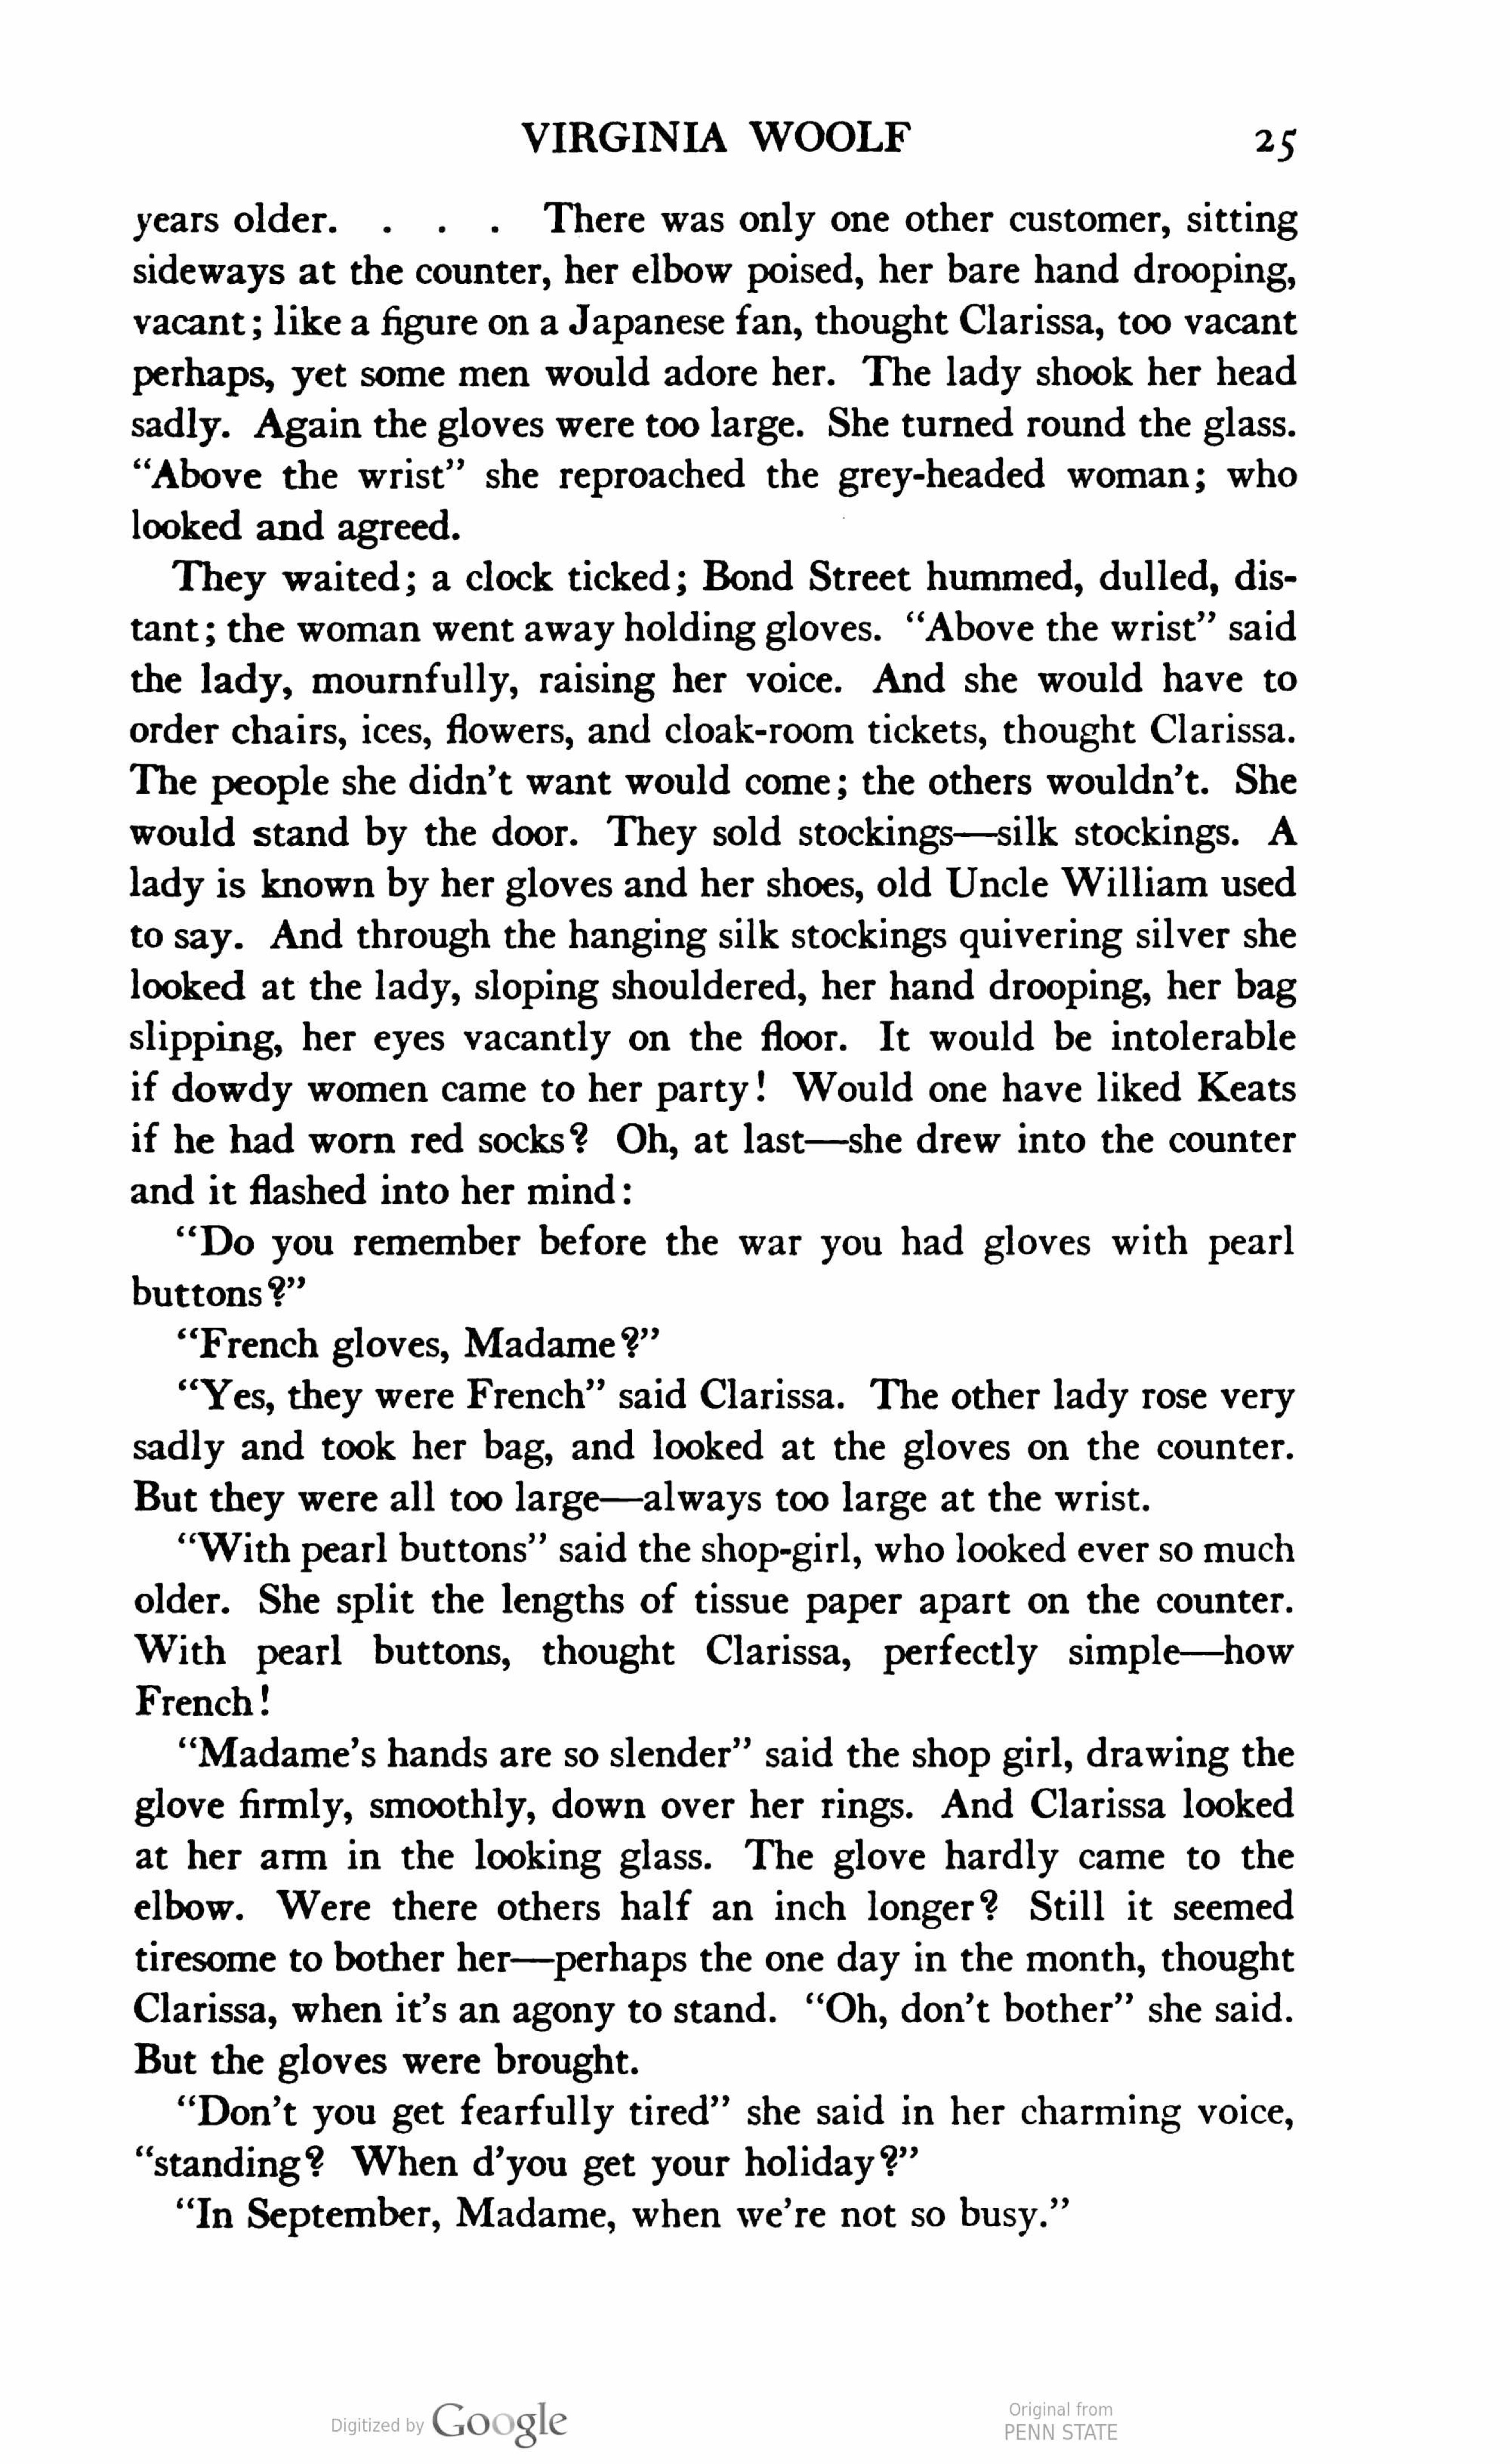 VIRGINIA WOOLF 25
years older. . . . There was only one other customer, sitting
sideways at the counter, her elbow poised, her bare hand drooping,
vacant; like a figure on a Japanese fan, thought Clarissa, too vacant
perhaps, yet some men would adore her. The lady shook her head
sadly. Again the gloves were too large. She turned round the glass.
“Above the wrist” she reproached the grey-headed woman; who
looked and agreed.
They waited; a clock ticked; Bond Street hummed, dulled, dis-
tant; the woman went away holding gloves. “Above the wrist” said
the lady, mournfully, raising her voice. And she would have to
order chairs, ices, flowers, and cloak-room tickets, thought Clarissa.
The people she didn’t want would come; the others wouldn’t. She
would stand by the door. They sold stockings—silk stockings. A
lady is known by her gloves and her shoes, old Uncle William used
to say. And through the hanging silk stockings quivering silver she
looked at the lady, sloping shouldered, her hand drooping, her bag
slipping, her eyes vacantly on the floor. It would be intolerable
if dowdy women came to her party! Would one have liked Keats
if he had worn red socks? Oh, at last—she drew into the counter
and it flashed into her mind:
“Do you remember before the war you had gloves with pearl
buttons?”
“French gloves, Madame?”
“Yes, they were French” said Clarissa. The other lady rose very
sadly and took her bag, and looked at the gloves on the counter.
But they were all too large—always too large at the wrist.
“With pearl buttons” said the shop-girl, who looked ever so much
older. She split the lengths of tissue paper apart on the counter.
With pearl buttons, thought Clarissa, perfectly simple—how
French!
“Madame’s hands are so slender” said the shop girl, drawing the
glove firmly, smoothly, down over her rings. And Clarissa looked
at her arm in the looking glass. The glove hardly came to the
elbow. Were there others half an inch longer? Still it seemed
tiresome to bother her—perhaps the one day in the month, thought
Clarissa, when it’s an agony to stand. “Oh, don’t bother” she said.
But the gloves were brought.
“Don’t you get fearfully tired” she said in her charming voice,
“standing? When d’you get your holiday?”
“In September, Madame, when we’re not so busy.”
Digitized by Google
Original from
PENN STATE